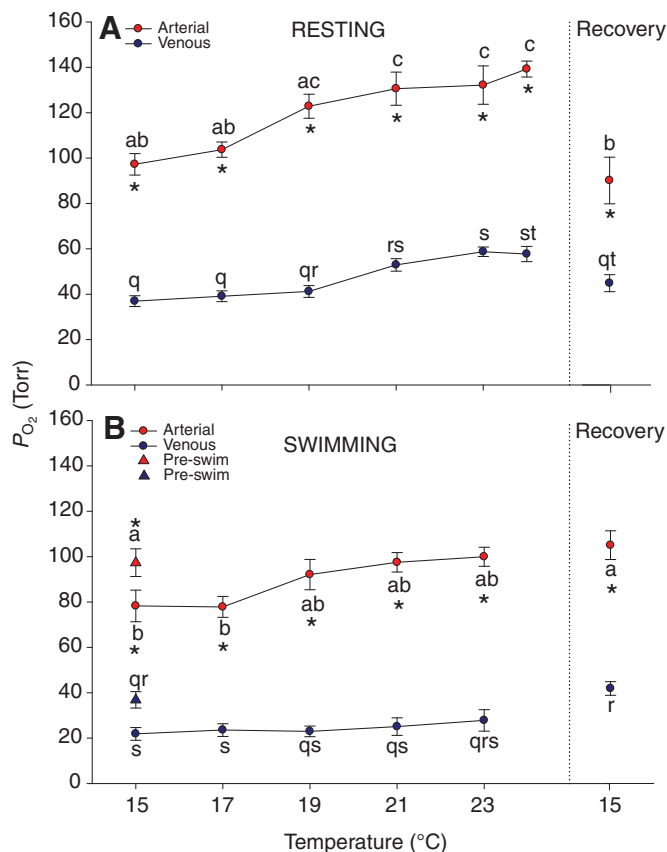 A
RESTING
Recovery
Arterial
Venous
160
140
120
100
80
60
40
20
0
ab
ab
ac
c
c
c
b
*
*
*
*
*
*
*
q
q
qr
rs
s
st
qt
P O2 (Torr)
B
SWIMMING
Recovery
Arterial
Venous
Pre-swim
Pre-swim
160
140
120
100
80
60
40
20
0
*
a
b
*
b
*
ab
*
ab
*
ab
*
a
*
qr
s
s
qs
qs
qrs
r
15
17
19
21
23
15
Temperature (°C)